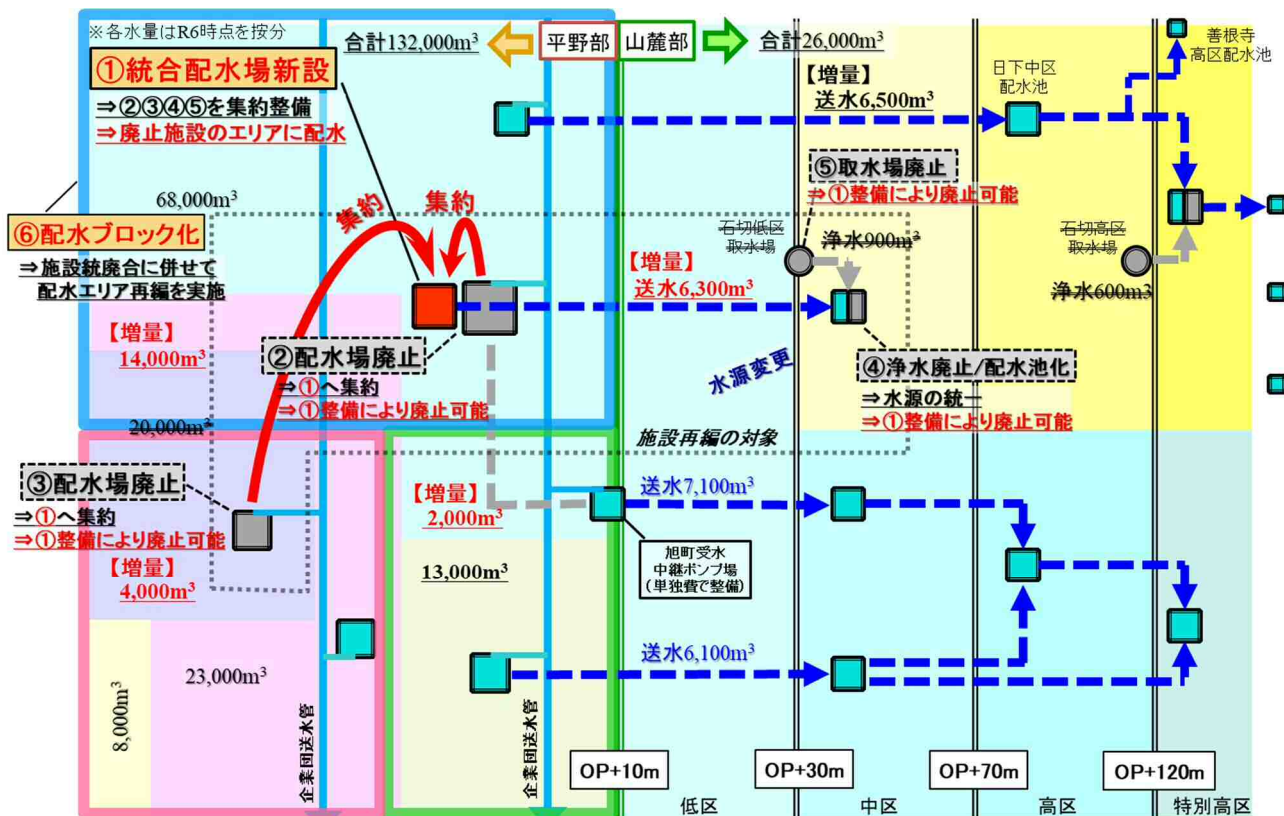 ※各水量はR6時点を按分
合計132,000m³
平野部
山麓部
合計26,000m³
善根寺
高区配水池
①統合配水場新設
⇒②③④⑤を集約整備
⇒廃止施設のエリアに配水
【増量】
送水6,500m³
日下中区
配水池
⑤取水場廃止
⇒①整備により廃止可能
68,000m³
集約
集約
⑥配水ブロック化
⇒施設統廃合に併せて
配水エリア再編を実施
石切低区
取水場
浄水900m³
石切高区
取水場
浄水600m3
【増量】
送水6,300m³
【増量】
14,000m³
②配水場廃止
⇒①へ集約
⇒①整備により廃止可能
水源変更
④浄水廃止/配水池化
⇒水源の統一
⇒①整備により廃止可能
20,000m³
施設再編の対象
③配水場廃止
⇒①へ集約
⇒①整備により廃止可能
【増量】
2,000m³
送水7,100m³
旭町受水
中継ポンプ場
(単独費で整備)
【増量】
4,000m³
13,000m³
23,000m³
8,000m³
送水6,100m³
企業団送水管
企業団送水管
OP+10m
OP+30m
OP+70m
OP+120m
低区
中区
高区
特別高区